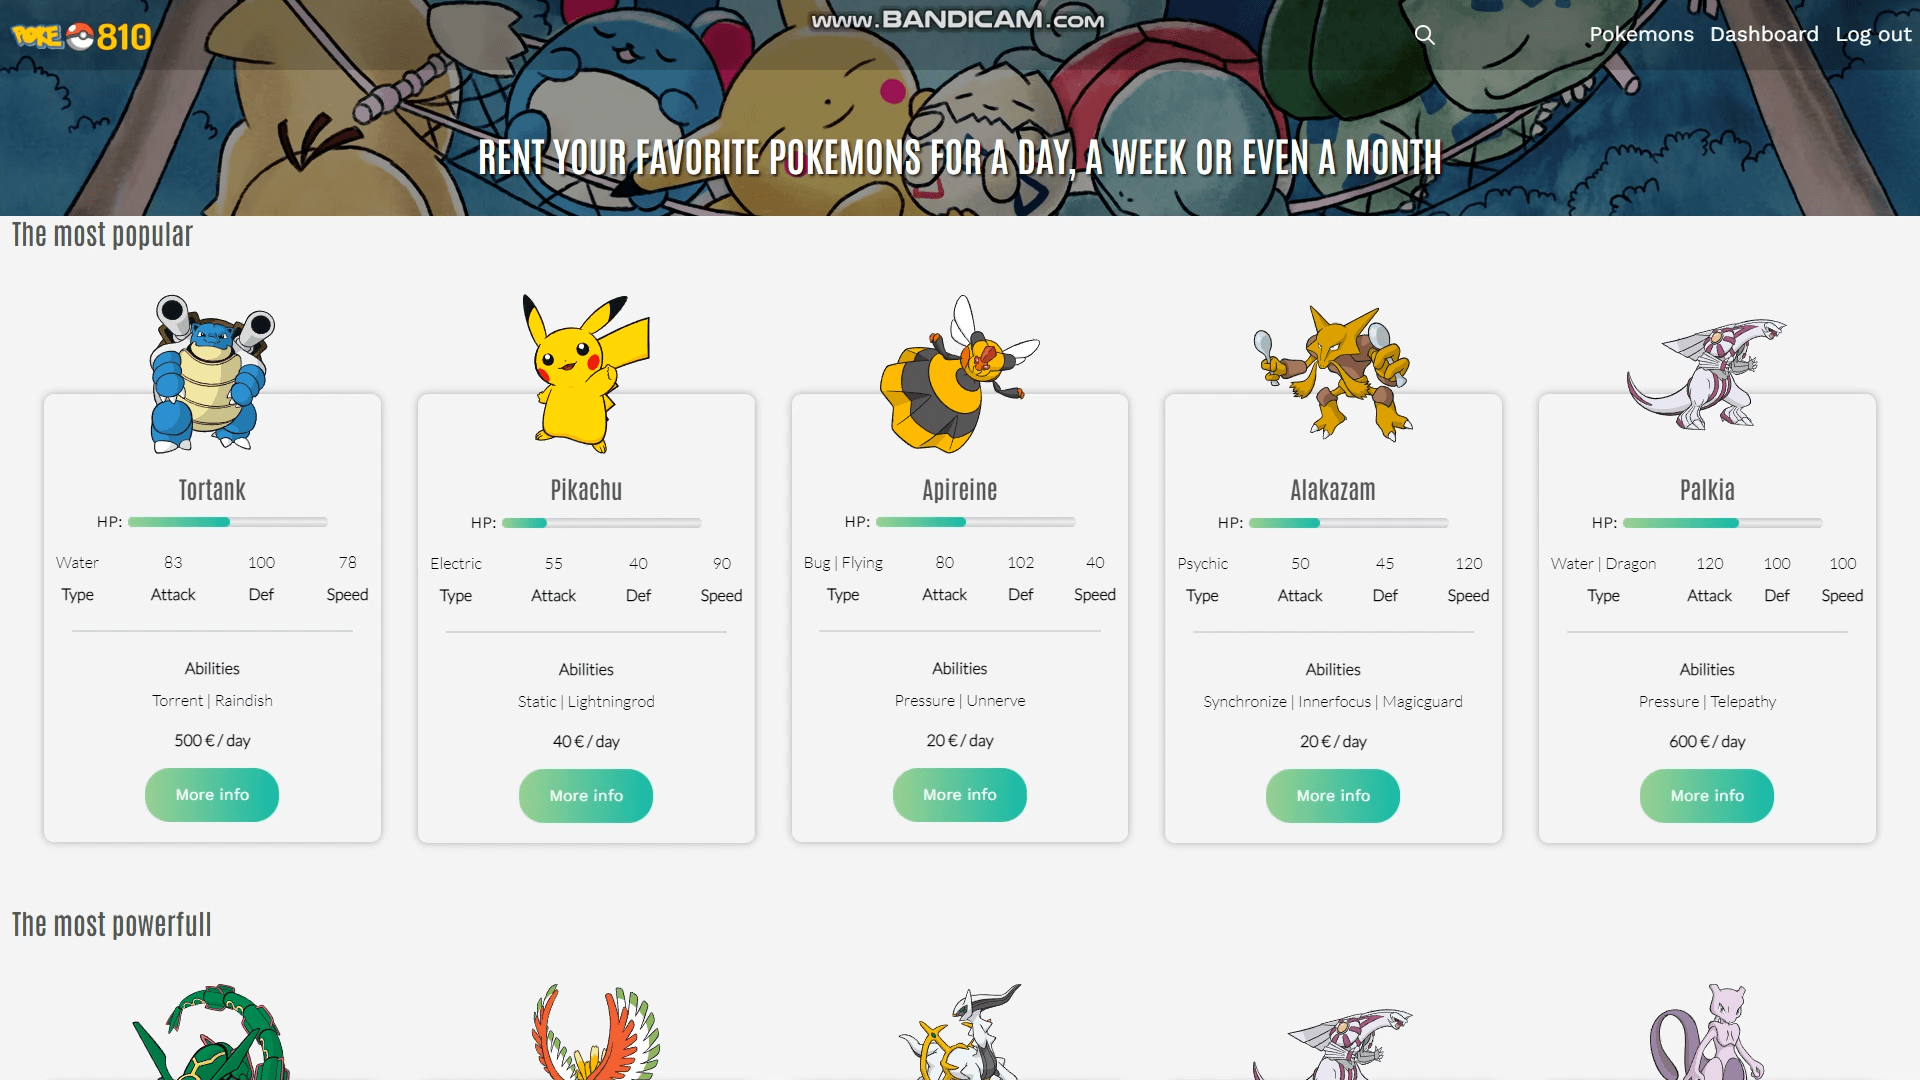 www.BANDICAM.com
POKE 810
Pokemons Dashboard Log out
RENT YOUR FAVORITE POKEMONS FOR A DAY, A WEEK OR EVEN A MONTH
The most popular
Tortank
HP:
Water 83 100 78
Type Attack Def Speed
Abilities
Torrent | Raindish
500 € / day
More info
Pikachu
HP:
Electric 55 40 90
Type Attack Def Speed
Abilities
Static | Lightningrod
40 € / day
More info
Apireine
HP:
Bug | Flying 80 102 40
Type Attack Def Speed
Abilities
Pressure | Unnerve
20 € / day
More info
Alakazam
HP:
Psychic 50 45 120
Type Attack Def Speed
Abilities
Synchronize | Innerfocus | Magicguard
20 € / day
More info
Palkia
HP:
Water | Dragon 120 100 100
Type Attack Def Speed
Abilities
Pressure | Telepathy
600 € / day
More info
The most powerfull